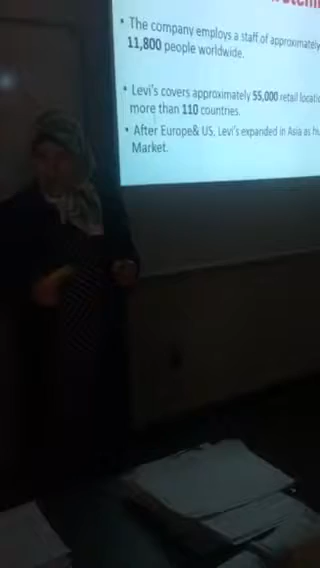 • The company employs a staff of approximately
11,800 people worldwide.
• Levi's covers approximately 55,000 retail
more than 110 countries.
• After Europe& US, Levi's expanded in Asia as
Market.